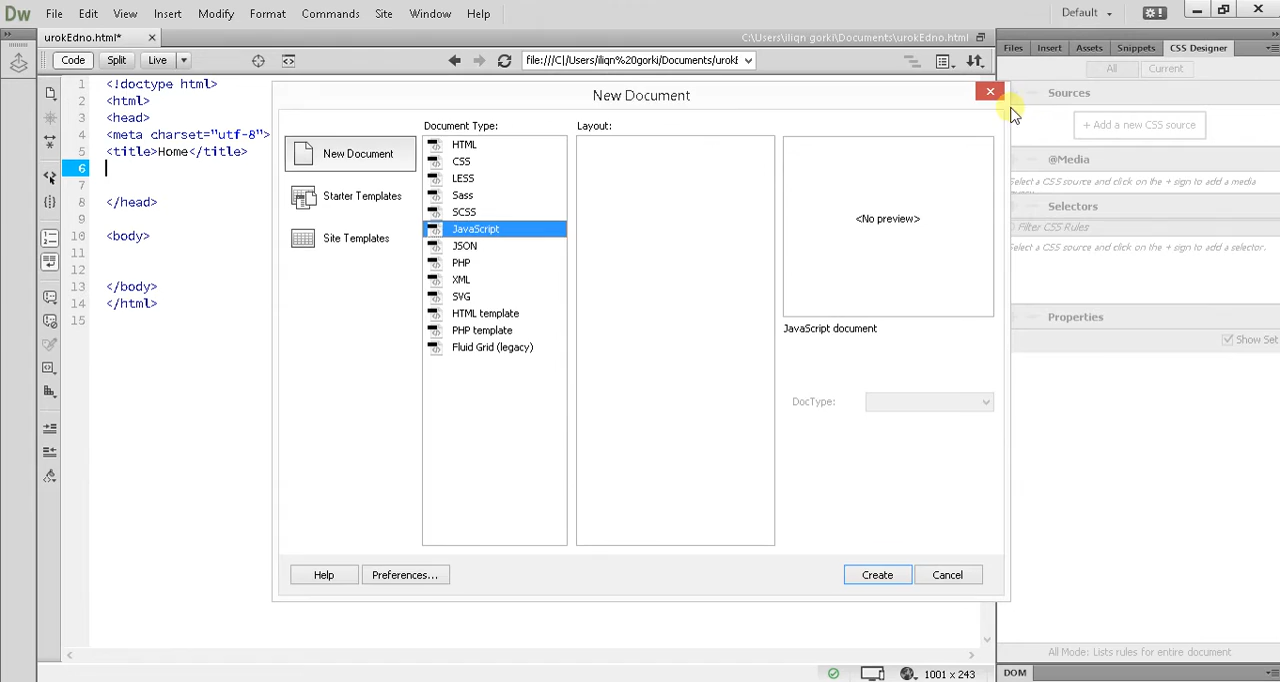 Dw File Edit View Insert Modify Format Commands Site Window Help Default
urokEdno.html* C:\Users\iliqn gorki\Documents\urokEdno.html
Files Insert Assets Snippets CSS Designer
Code Split Live file:///C|/Users/iliqn%20gorki/Documents/urokE
All Current
1 <!doctype html>
2 <html>
3 <head>
4 <meta charset="utf-8">
5 <title>Home</title>
6
7
8 </head>
9
10 <body>
11
12
13 </body>
14 </html>
15
New Document
Document Type: Layout:
New Document
Starter Templates
Site Templates
HTML
CSS
LESS
Sass
SCSS
JavaScript
JSON
PHP
XML
SVG
HTML template
PHP template
Fluid Grid (legacy)
<No preview>
JavaScript document
DocType:
Help Preferences... Create Cancel
Sources
+ Add a new CSS source
@Media
Select a CSS source and click on the + sign to add a media
Selectors
Filter CSS Rules
Select a CSS source and click on the + sign to add a selector.
Properties
Show Set
All Mode: Lists rules for entire document
1001 x 243
DOM